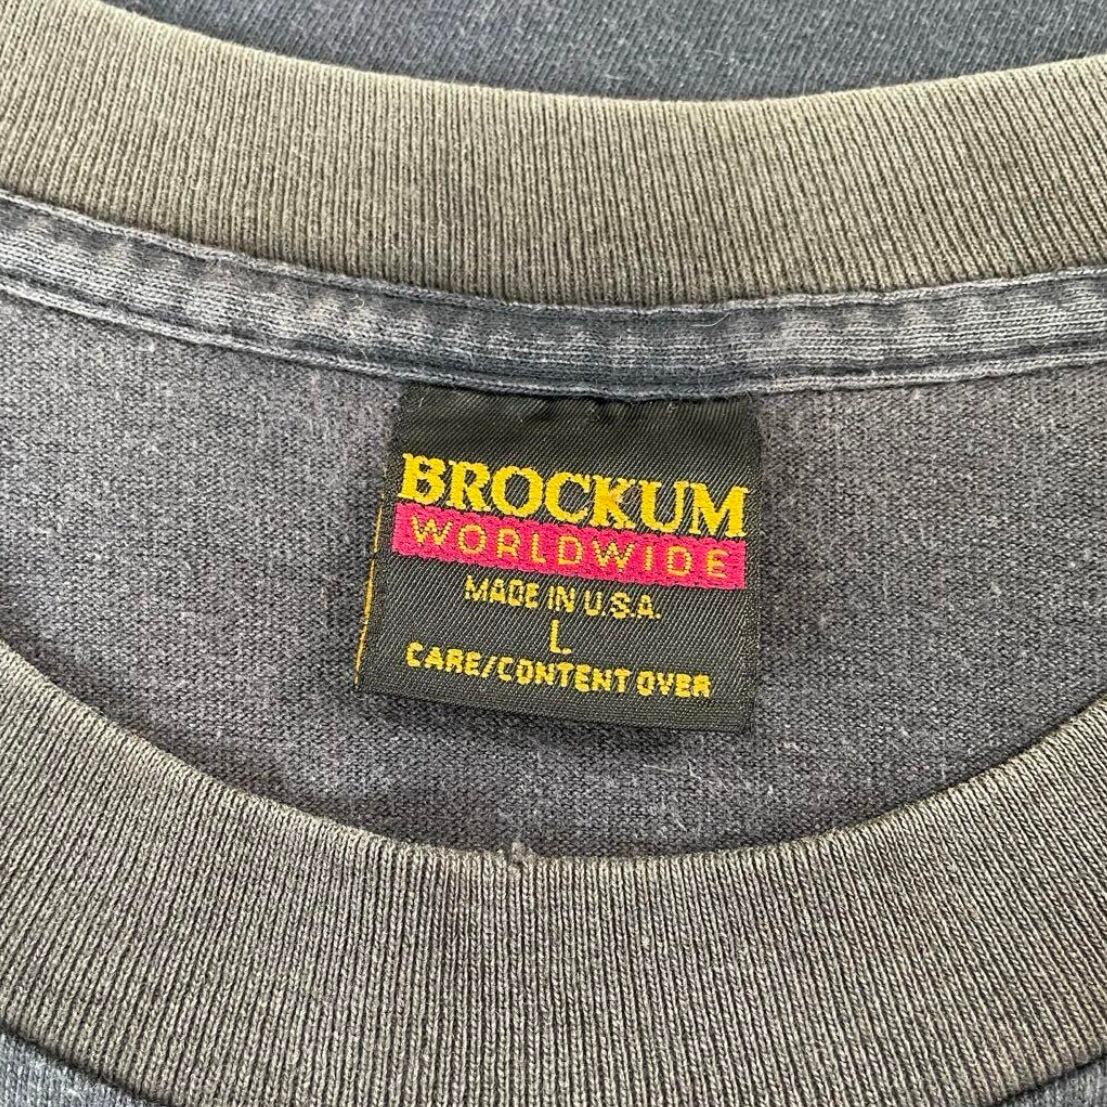 BROCKUM
WORLDWIDE
MADE IN U.S.A.
L
CARE/CONTENT OVER